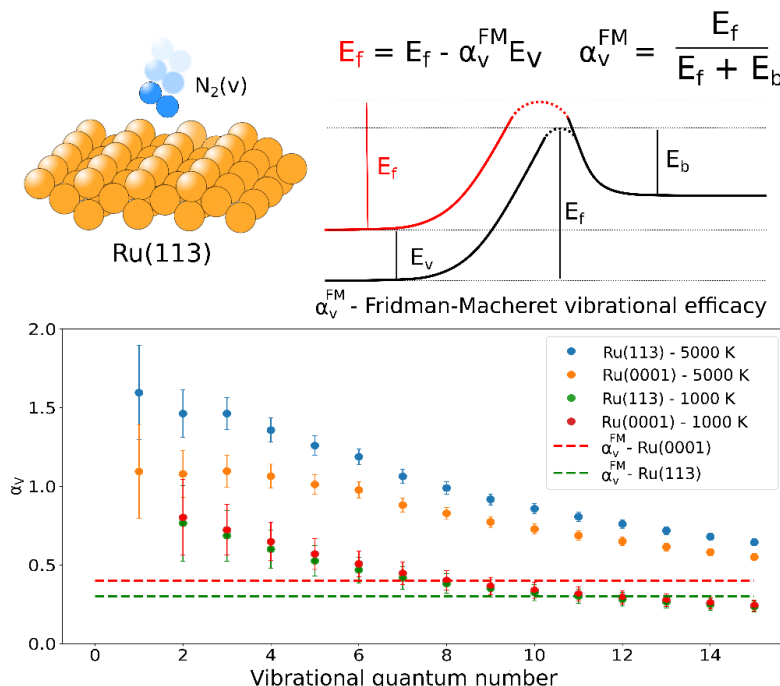 E_f = E_f - α_v^FM E_v    α_v^FM = E_f / (E_f + E_b)
N₂(v)
Ru(113)
E_f
E_v
E_f
E_b
α_v^FM - Fridman-Macheret vibrational efficacy
2.0
1.5
1.0
0.5
0.0
α_v
Ru(113) - 5000 K
Ru(0001) - 5000 K
Ru(113) - 1000 K
Ru(0001) - 1000 K
α_v^FM - Ru(0001)
α_v^FM - Ru(113)
0 2 4 6 8 10 12 14
Vibrational quantum number